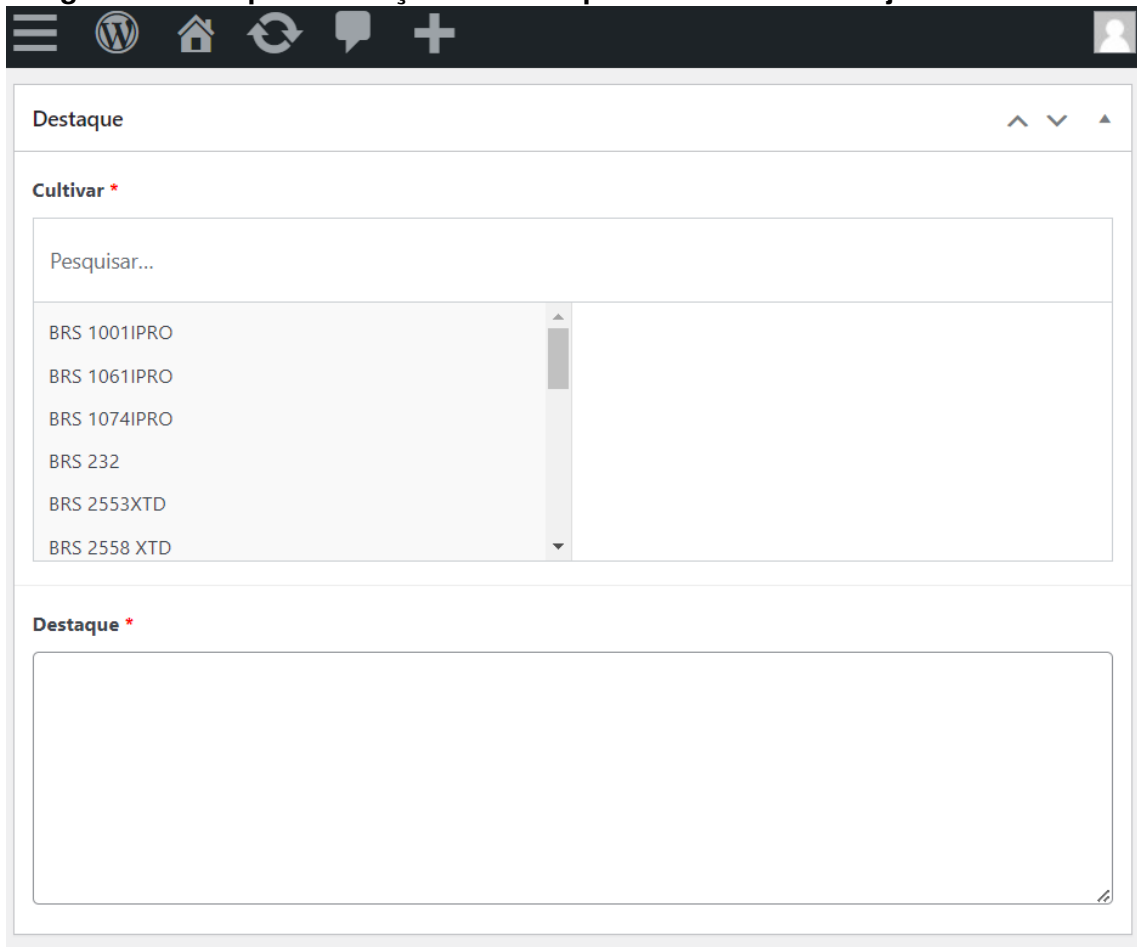 Destaque
Cultivar *
Pesquisar...
BRS 1001IPRO
BRS 1061IPRO
BRS 1074IPRO
BRS 232
BRS 2553XTD
BRS 2558 XTD
Destaque *